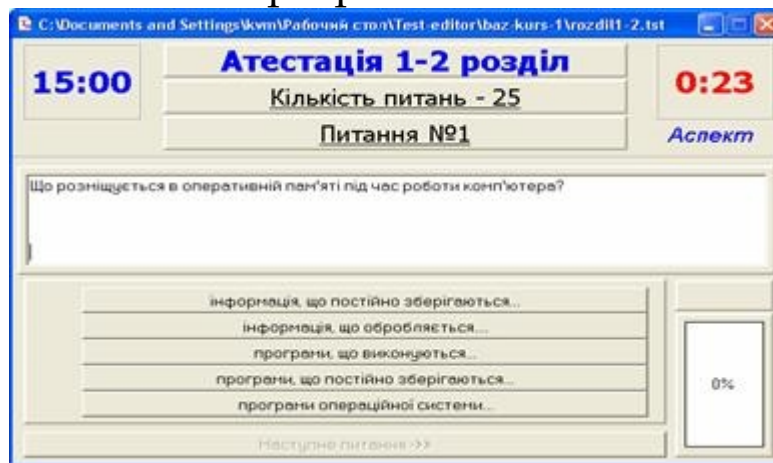 C:\Documents and Settings\kvm\Рабочий стол\Test-editor\baz-kurs-1\rozdil1-2.tst
15:00
Атестація 1-2 розділ
Кількість питань - 25
Питання №1
0:23
Аспект
Що розміщується в оперативній пам'яті під час роботи комп'ютера?
інформація, що постійно зберігаються...
інформація, що обробляється...
програми, що виконуються...
програми, що постійно зберігаються...
програми операційної системи...
0%
Наступне питання ->>